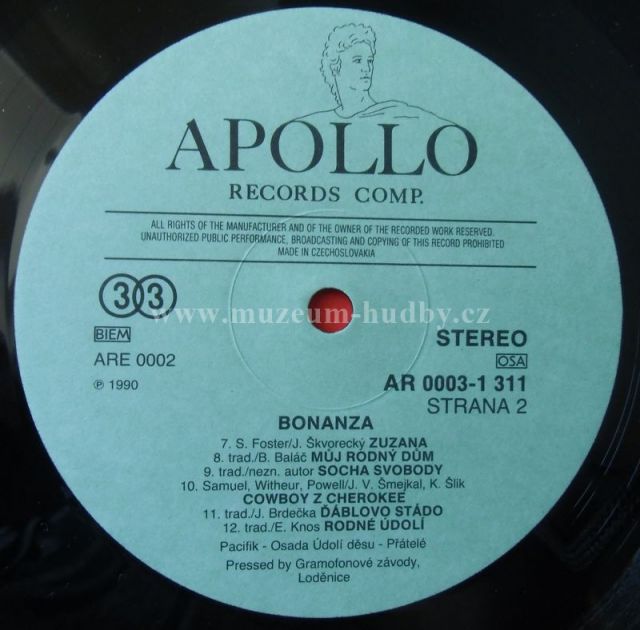 APOLLO
RECORDS COMP.
ALL RIGHTS OF THE MANUFACTURER AND OF THE OWNER OF THE RECORDED WORK RESERVED.
UNAUTHORIZED PUBLIC PERFORMANCE, BROADCASTING AND COPYING OF THIS RECORD PROHIBITED
MADE IN CZECHOSLOVAKIA
33
www.muzeum-hudby.cz
BIEM
STEREO
ARE 0002
OSA
℗ 1990
AR 0003-1 311
STRANA 2
BONANZA
7. S. Foster/J. Škvorecký ZUZANA
8. trad./B. Baláč MŮJ RODNÝ DŮM
9. trad./nezn. autor SOCHA SVOBODY
10. Samuel, Witheur, Powell/J. V. Šmejkal, K. Šlik
COWBOY Z CHEROKEE
11. trad./J. Brdečka ĎÁBLOVO STÁDO
12. trad./E. Knos RODNÉ ÚDOLÍ
Pacifik - Osada Údolí děsu - Přátelé
Pressed by Gramofonové závody,
Loděnice